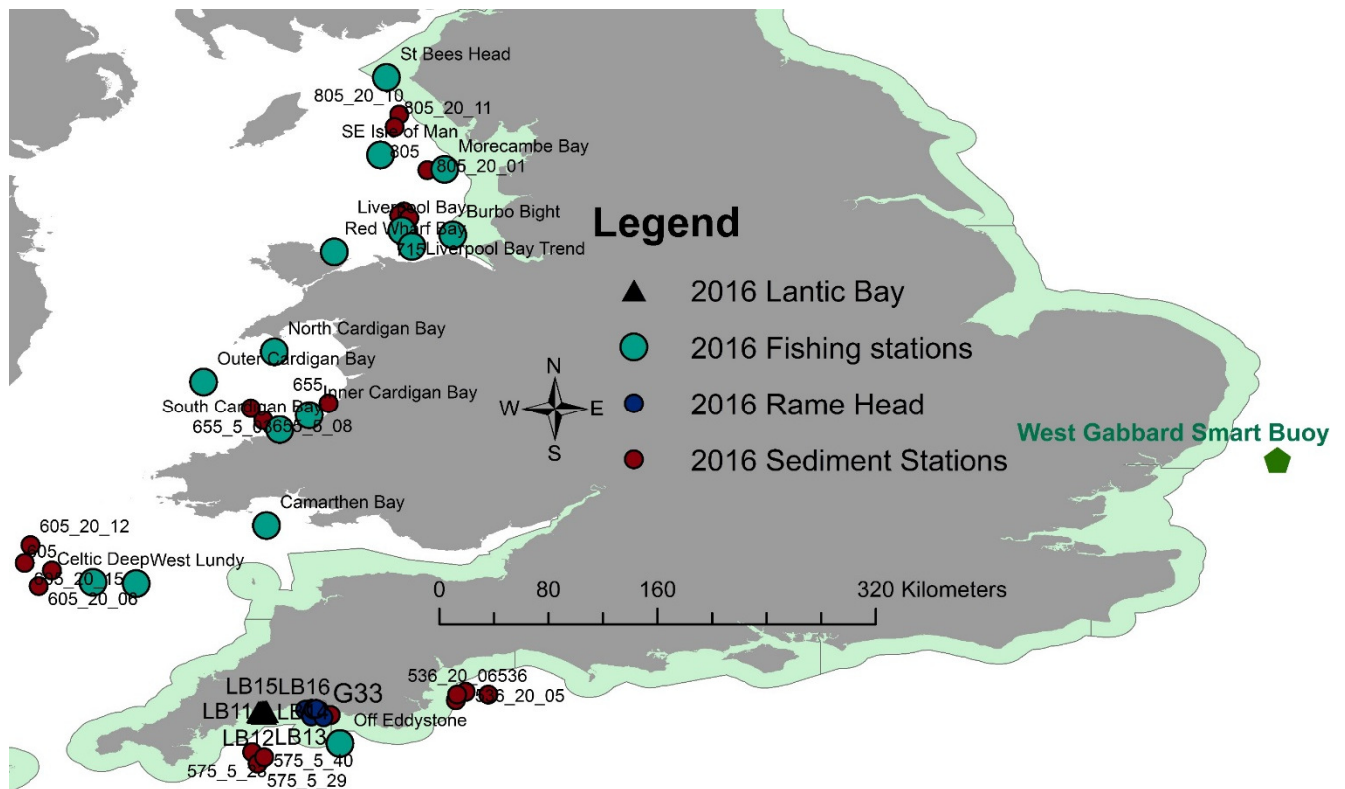 St Bees Head
805_20_10
805_20_11
SE Isle of Man
805
Morecambe Bay
805_20_01
Liverpool Bay
Burbo Bight
Red Wharf Bay
715
Liverpool Bay Trend
Legend
2016 Lantic Bay
2016 Fishing stations
2016 Rame Head
2016 Sediment Stations
North Cardigan Bay
Outer Cardigan Bay
655
Inner Cardigan Bay
South Cardigan Bay
655_5_08
N
W
E
S
West Gabbard Smart Buoy
Camarthen Bay
605_20_12
605
Celtic Deep
West Lundy
605_20_15
605_20_06
0
80
160
320 Kilometers
536_20_06
536
536_20_05
LB15
LB16
G33
LB11
LB14
Off Eddystone
LB12
LB13
575_5_40
575_5_29